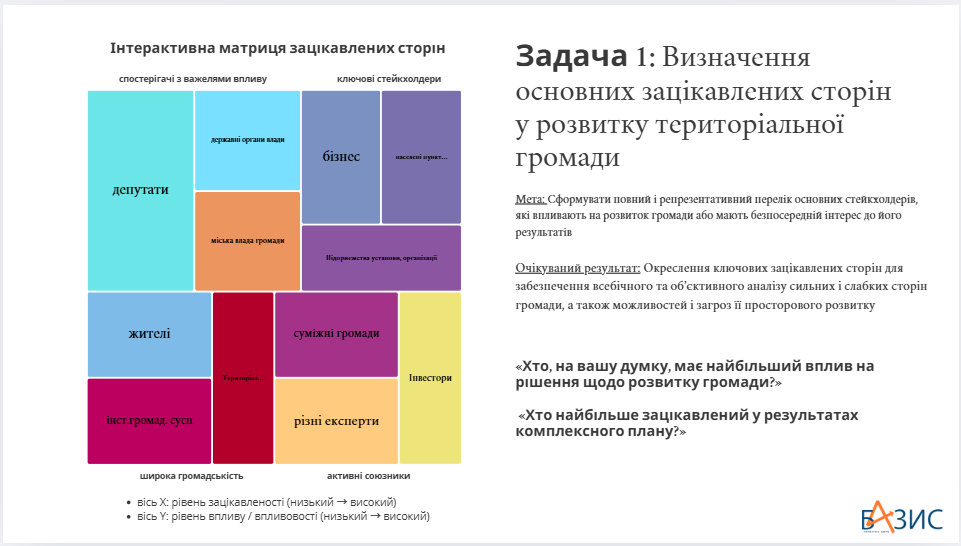 Інтерактивна матриця зацікавлених сторін
спостерігачі з важелями впливу
ключові стейкхолдери
депутати
державні органи влади
міська влада громади
бізнес
населені пункт...
Підприємства установи, організації
жителі
інст.громад. сусп
Територіал...
суміжні громади
різні експерти
Інвестори
широка громадськість
активні союзники
• вісь X: рівень зацікавленості (низький → високий)
• вісь Y: рівень впливу / впливовості (низький → високий)
Задача 1: Визначення
основних зацікавлених сторін
у розвитку територіальної
громади
Мета: Сформувати повний і репрезентативний перелік основних стейкхолдерів,
які впливають на розвиток громади або мають безпосередній інтерес до його
результатів
Очікуваний результат: Окреслення ключових зацікавлених сторін для
забезпечення всебічного та об'єктивного аналізу сильних і слабких сторін
громади, а також можливостей і загроз її просторового розвитку
«Хто, на вашу думку, має найбільший вплив на
рішення щодо розвитку громади?»
«Хто найбільше зацікавлений у результатах
комплексного плану?»
БАЗИС